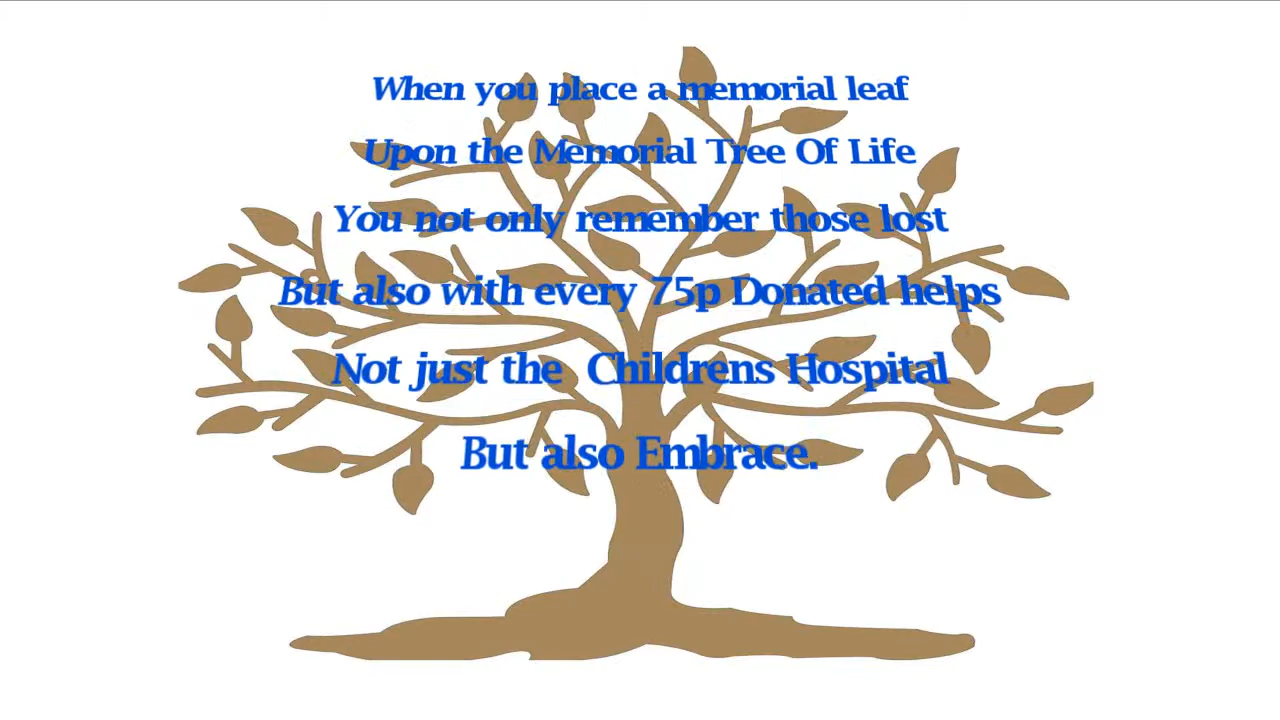 When you place a memorial leaf
Upon the Memorial Tree Of Life
You not only remember those lost
But also with every 75p Donated helps
Not just the Childrens Hospital
But also Embrace.